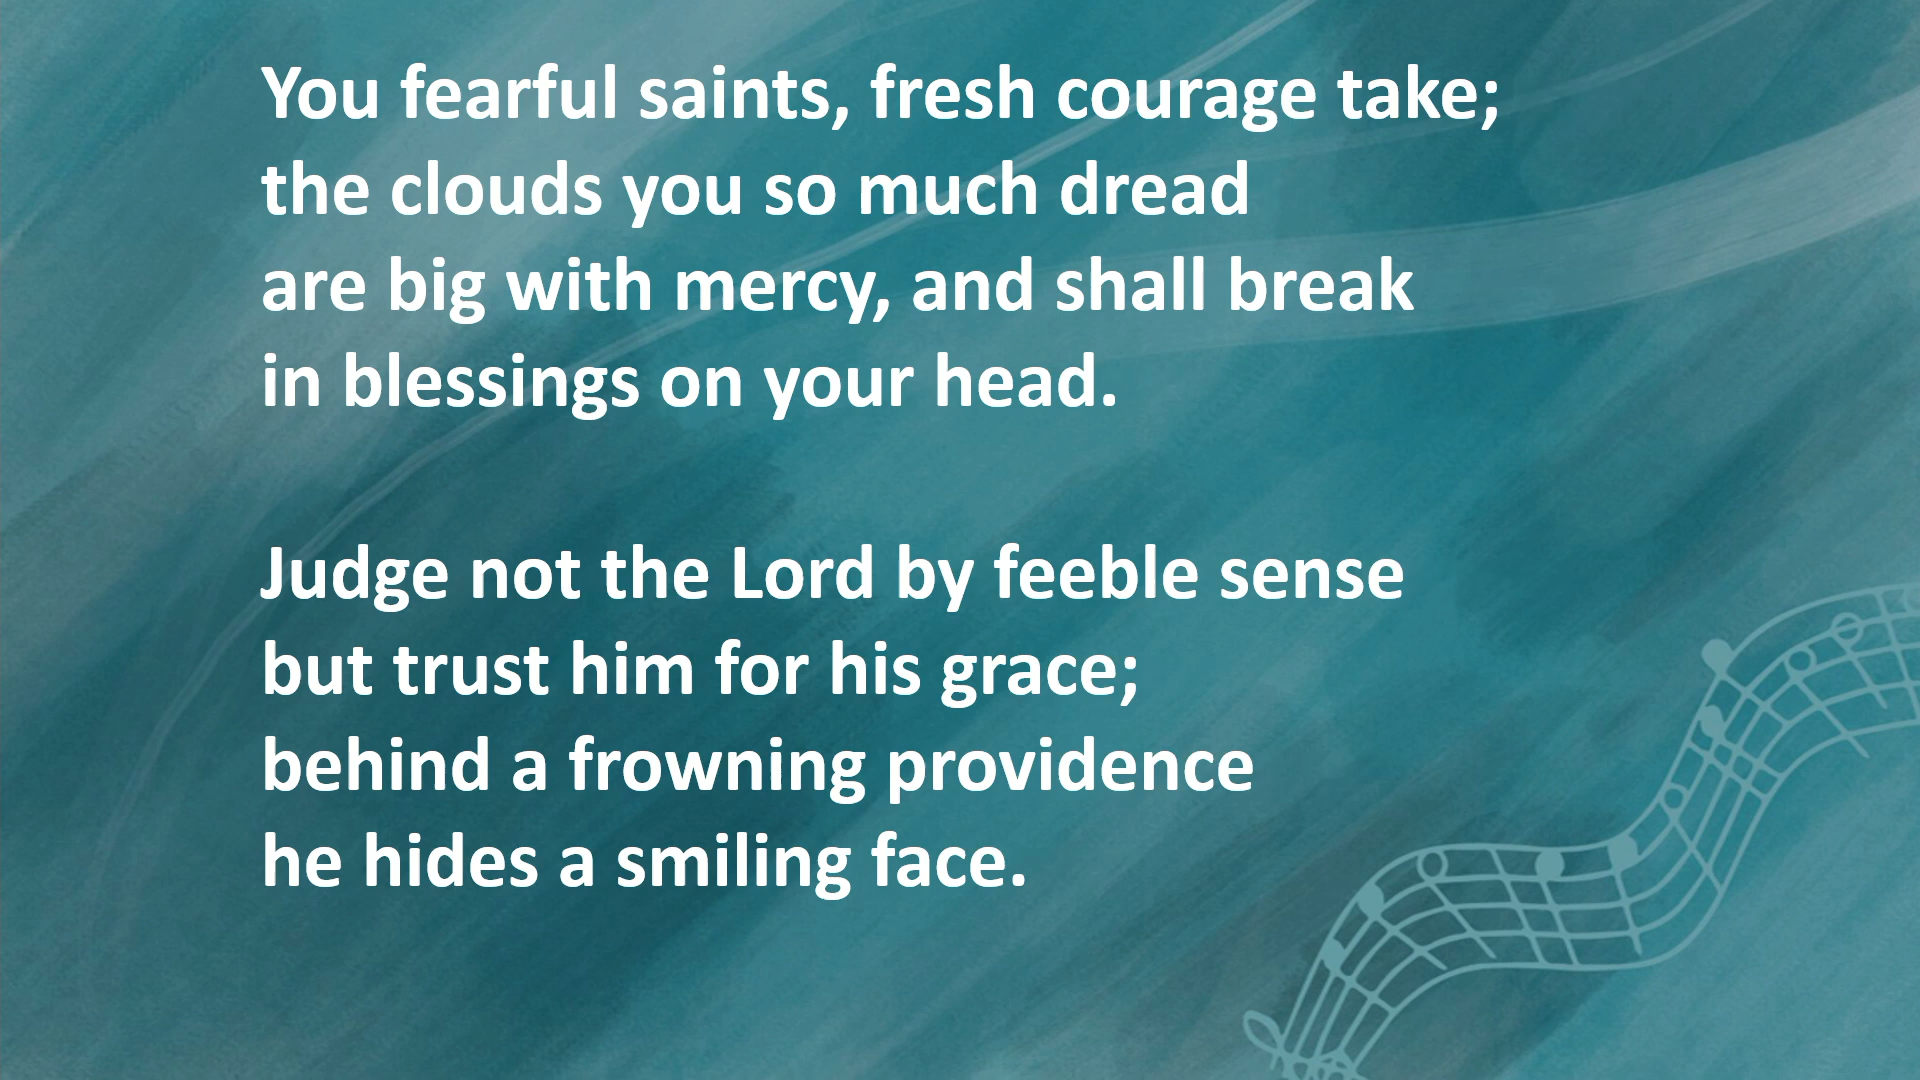 You fearful saints, fresh courage take;
the clouds you so much dread
are big with mercy, and shall break
in blessings on your head.
Judge not the Lord by feeble sense
but trust him for his grace;
behind a frowning providence
he hides a smiling face.